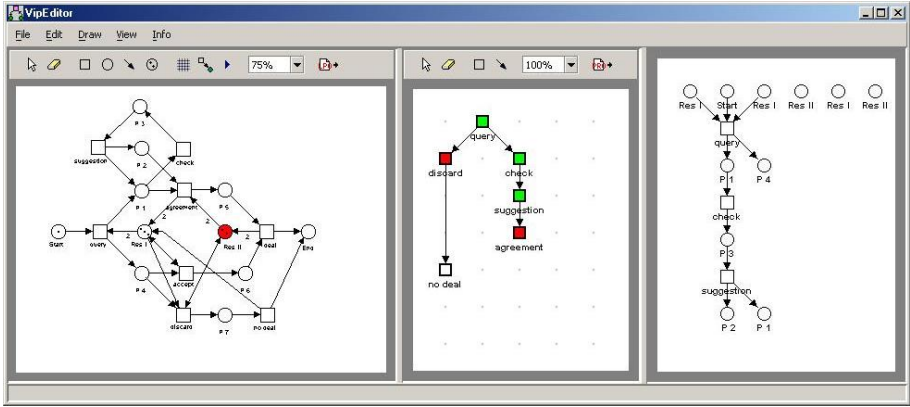 VipEditor
File Edit Draw View Info
75%
100%
P 3
suggestion
P 2
check
P 1
agreement
P 5
2
2
Start
query
2
Res I
Res II
2
deal
End
P 4
accept
P 6
discard
P 7
no deal
query
discard
check
suggestion
agreement
no deal
Res I Start Res I Res II Res I Res II
query
P 1 P 4
check
P 3
suggestion
P 2 P 1